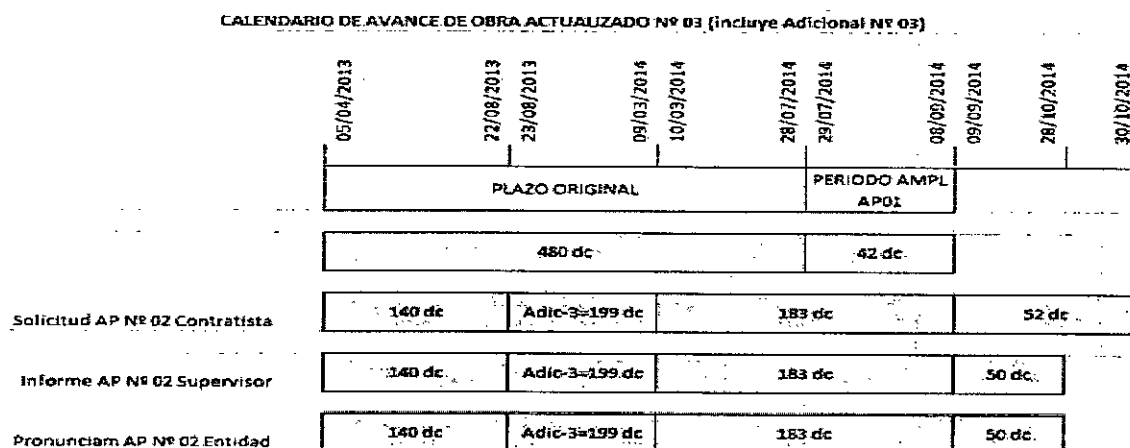 CALENDARIO DE AVANCE DE OBRA ACTUALIZADO Nº 03 (incluye Adicional Nº 03)
05/04/2013 22/08/2013 23/08/2013 09/03/2014 10/03/2014 28/07/2014 29/07/2014 08/09/2014 09/09/2014 28/10/2014 30/10/2014
PLAZO ORIGINAL PERIODO AMPL
AP01
480 dc 42 dc
Solicitud AP Nº 02 Contratista 140 dc Adic-3=199 dc 183 dc 52 dc
Informe AP Nº 02 Supervisor 140 dc Adic-3=199 dc 183 dc 50 dc
Pronunciam AP Nº 02 Entidad 140 dc Adic-3=199 dc 183 dc 50 dc